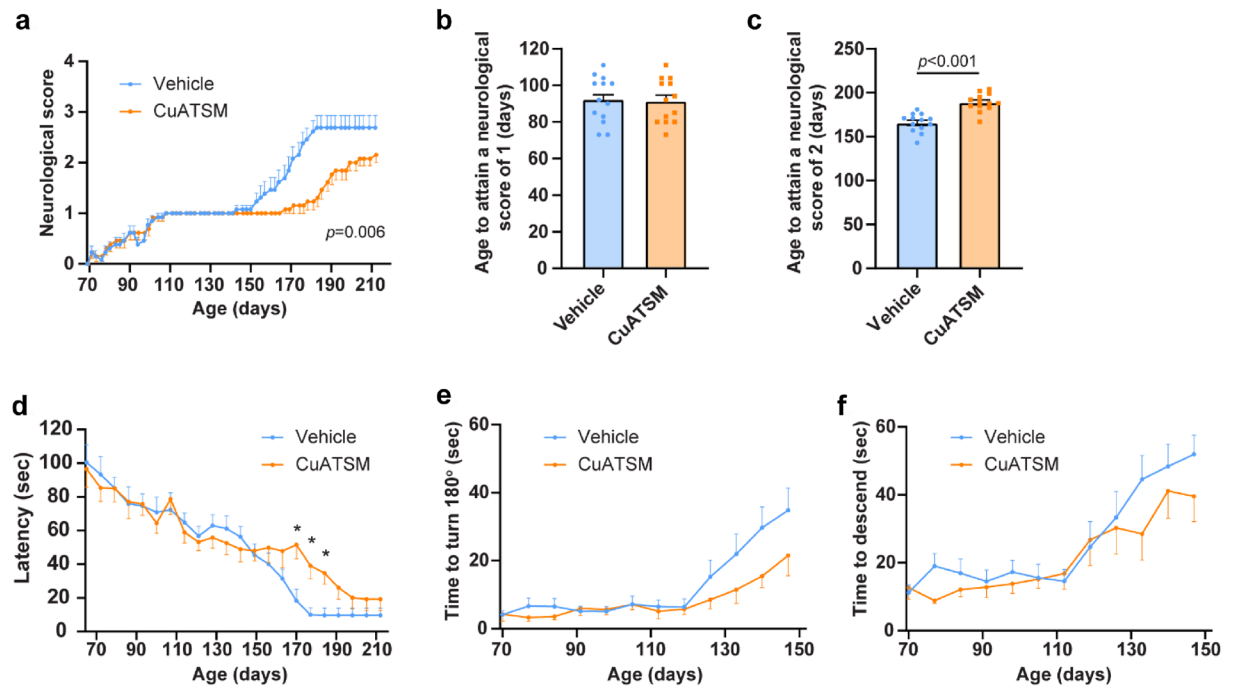 a
Neurological score
4
3
2
1
0
Vehicle
CuATSM
p=0.006
70 90 110 130 150 170 190 210
Age (days)
b
Age to attain a neurological
score of 1 (days)
120
100
80
60
40
20
0
Vehicle
CuATSM
c
Age to attain a neurological
score of 2 (days)
250
200
150
100
50
0
p<0.001
Vehicle
CuATSM
d
Latency (sec)
120
100
80
60
40
20
0
Vehicle
CuATSM
* * *
70 90 110 130 150 170 190 210
Age (days)
e
Time to turn 180° (sec)
60
40
20
0
Vehicle
CuATSM
70 90 110 130 150
Age (days)
f
Time to descend (sec)
60
40
20
0
Vehicle
CuATSM
70 90 110 130 150
Age (days)